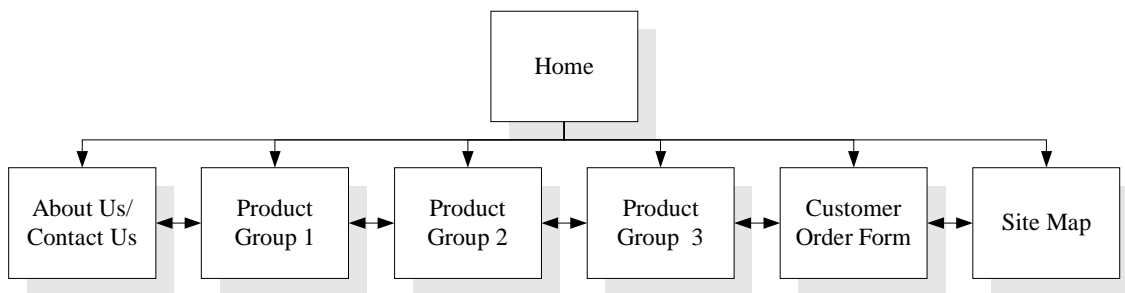 Home
About Us/
Contact Us
Product
Group 1
Product
Group 2
Product
Group  3
Customer
Order Form
Site Map